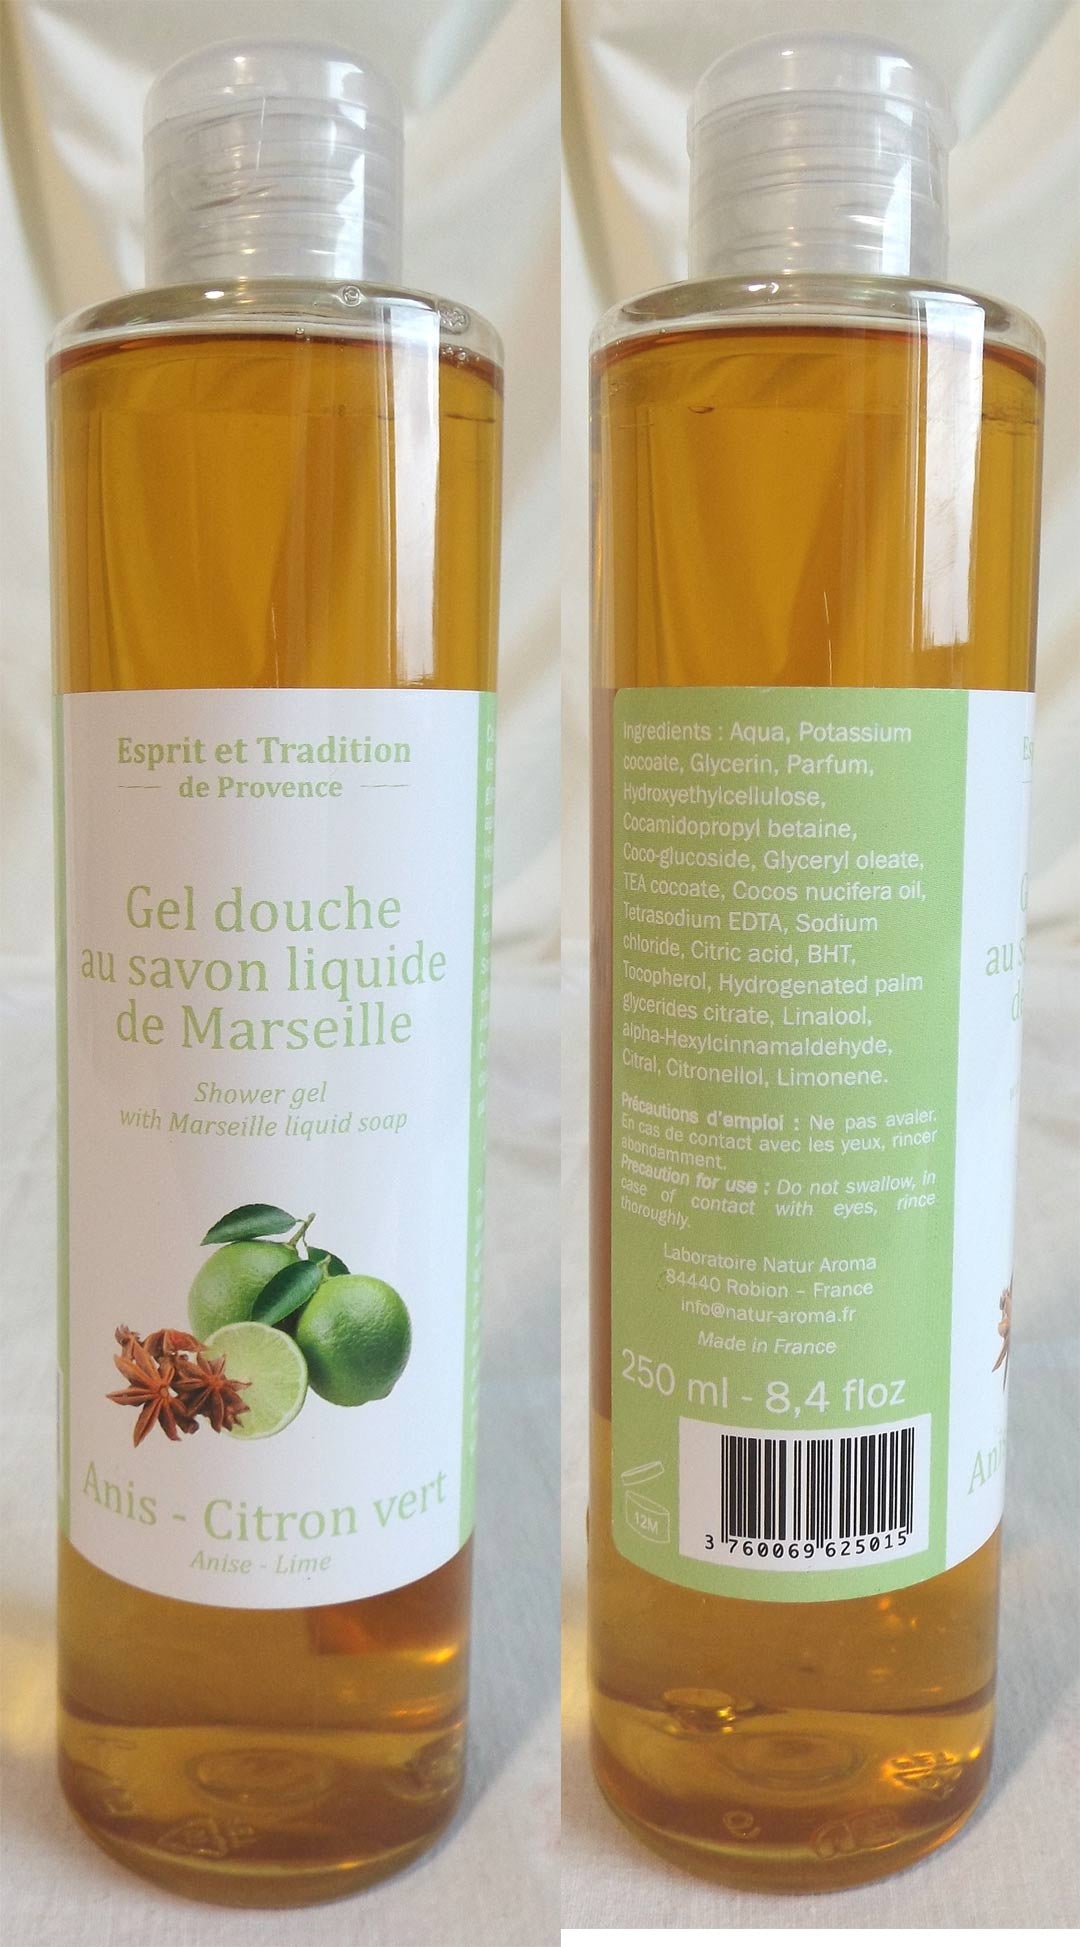 Esprit et Tradition
de Provence
Gel douche
au savon liquide
de Marseille
Shower gel
with Marseille liquid soap
Anis - Citron vert
Anise - Lime
Ingredients : Aqua, Potassium
cocoate, Glycerin, Parfum,
Hydroxyethylcellulose,
Cocamidopropyl betaine,
Coco-glucoside, Glyceryl oleate,
TEA cocoate, Cocos nucifera oil,
Tetrasodium EDTA, Sodium
chloride, Citric acid, BHT,
Tocopherol, Hydrogenated palm
glycerides citrate, Linalool,
alpha-Hexylcinnamaldehyde,
Citral, Citronellol, Limonene.
Précautions d'emploi : Ne pas avaler.
En cas de contact avec les yeux, rincer
abondamment.
Precaution for use : Do not swallow, in
case of contact with eyes, rince
thoroughly.
Laboratoire Natur Aroma
84440 Robion - France
info@natur-aroma.fr
Made in France
250 ml - 8,4 floz
12M
3 760069 625015
au
Anis